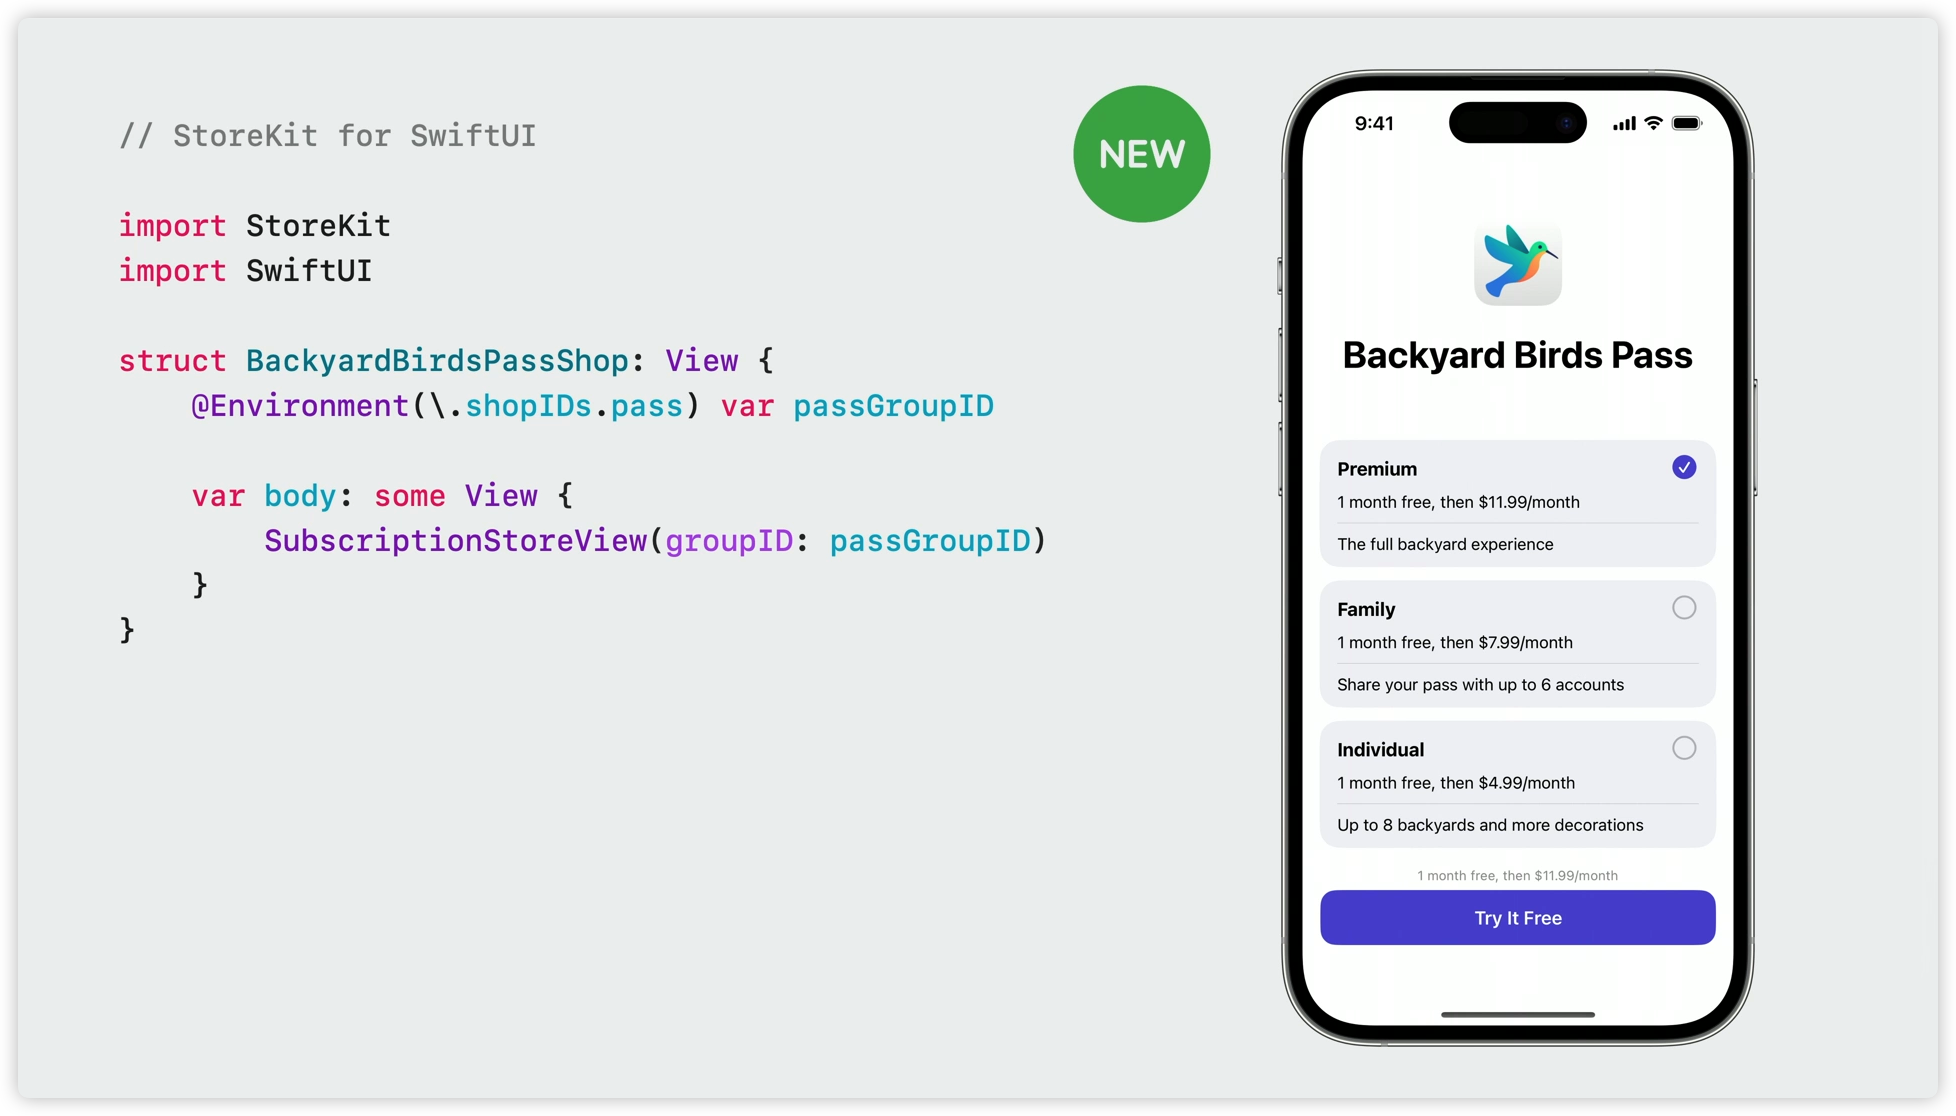 // StoreKit for SwiftUI
import StoreKit
import SwiftUI
struct BackyardBirdsPassShop: View {
    @Environment(\.shopIDs.pass) var passGroupID
    var body: some View {
        SubscriptionStoreView(groupID: passGroupID)
    }
}
NEW
9:41
Backyard Birds Pass
Premium
1 month free, then $11.99/month
The full backyard experience
Family
1 month free, then $7.99/month
Share your pass with up to 6 accounts
Individual
1 month free, then $4.99/month
Up to 8 backyards and more decorations
1 month free, then $11.99/month
Try It Free